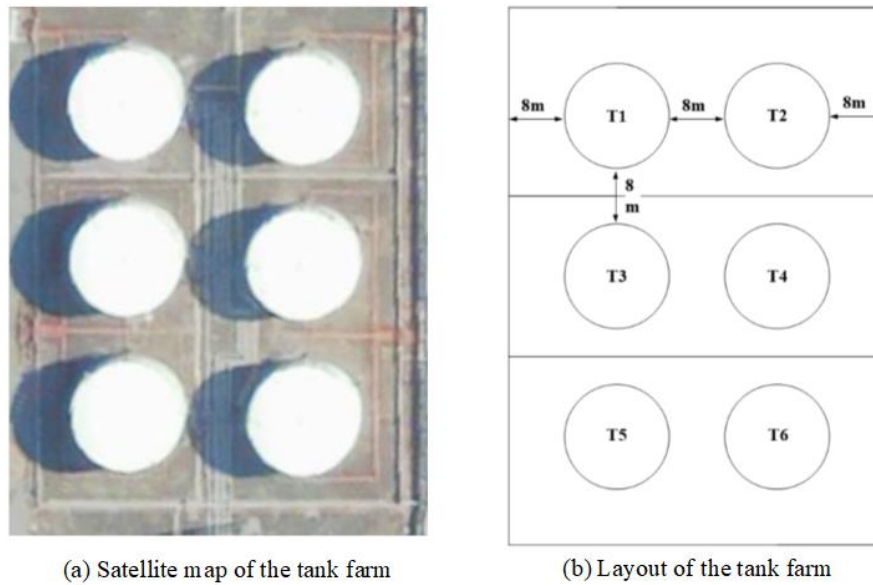 8m
T1
8m
T2
8m
8
m
T3
T4
T5
T6
(a) Satellite map of the tank farm
(b) Layout of the tank farm